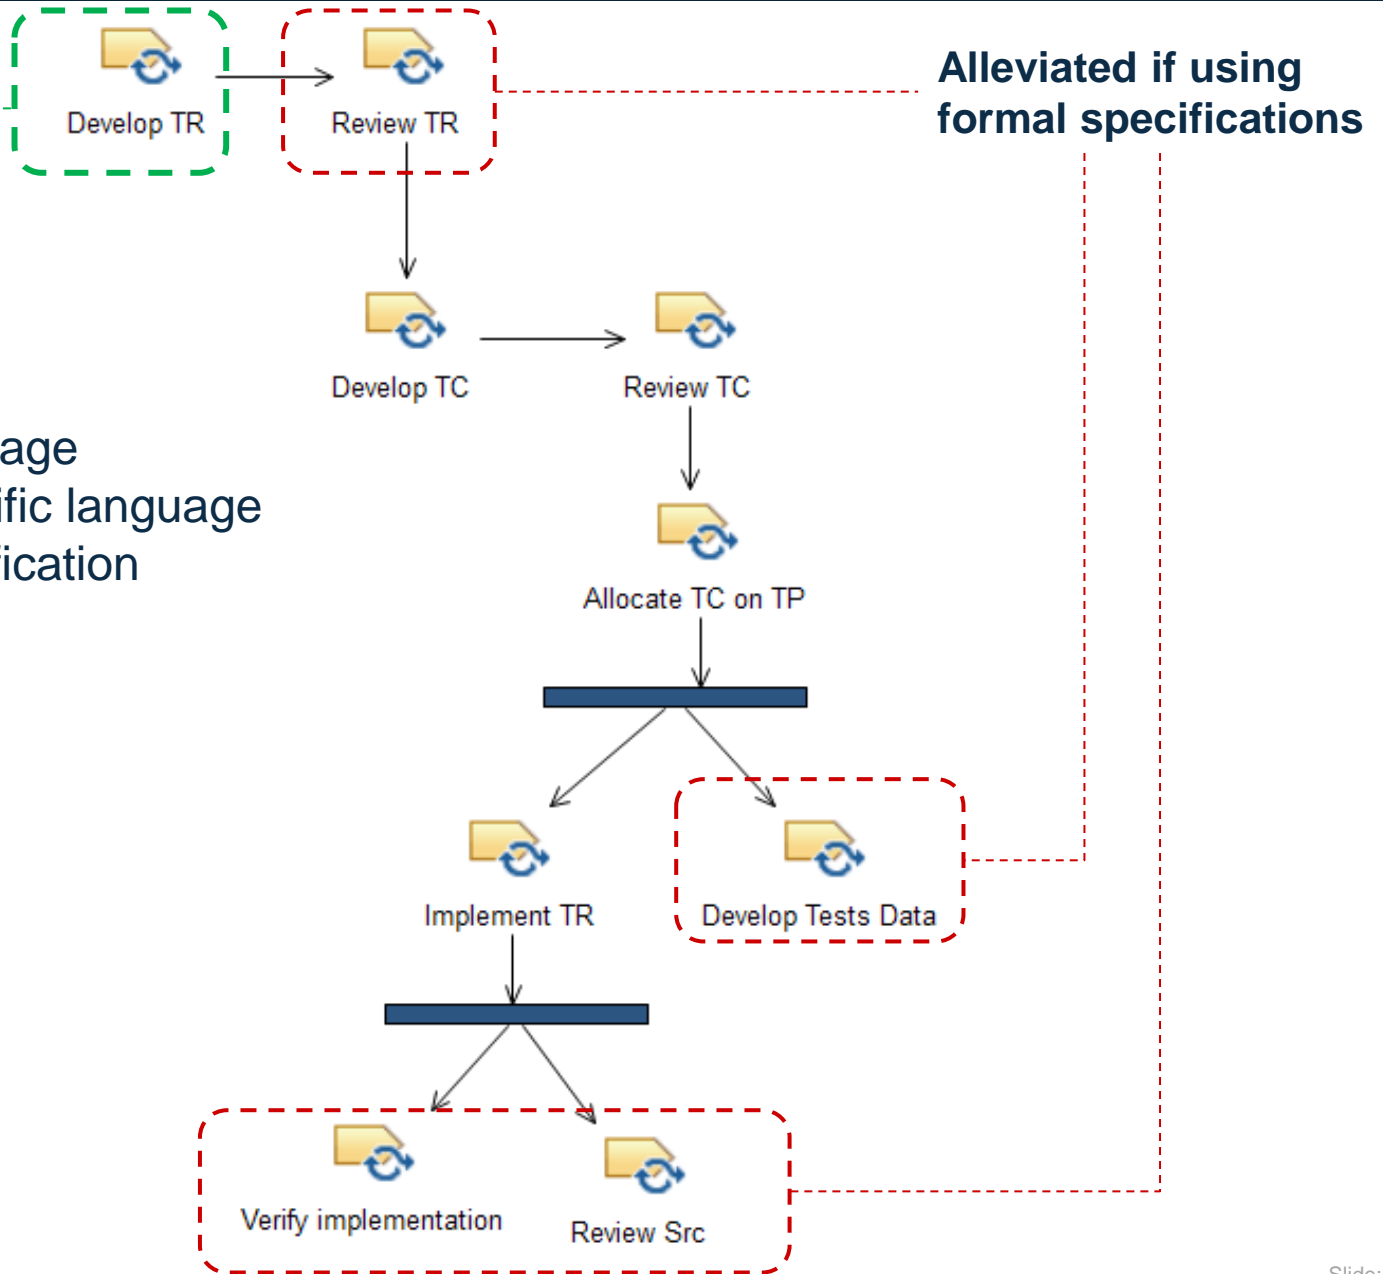 Alleviated if using
formal specifications
Develop TR
Review TR
Develop TC
Review TC
age
ific language
ication
Allocate TC on TP
Implement TR
Develop Tests Data
Verify implementation
Review Src
Slide: